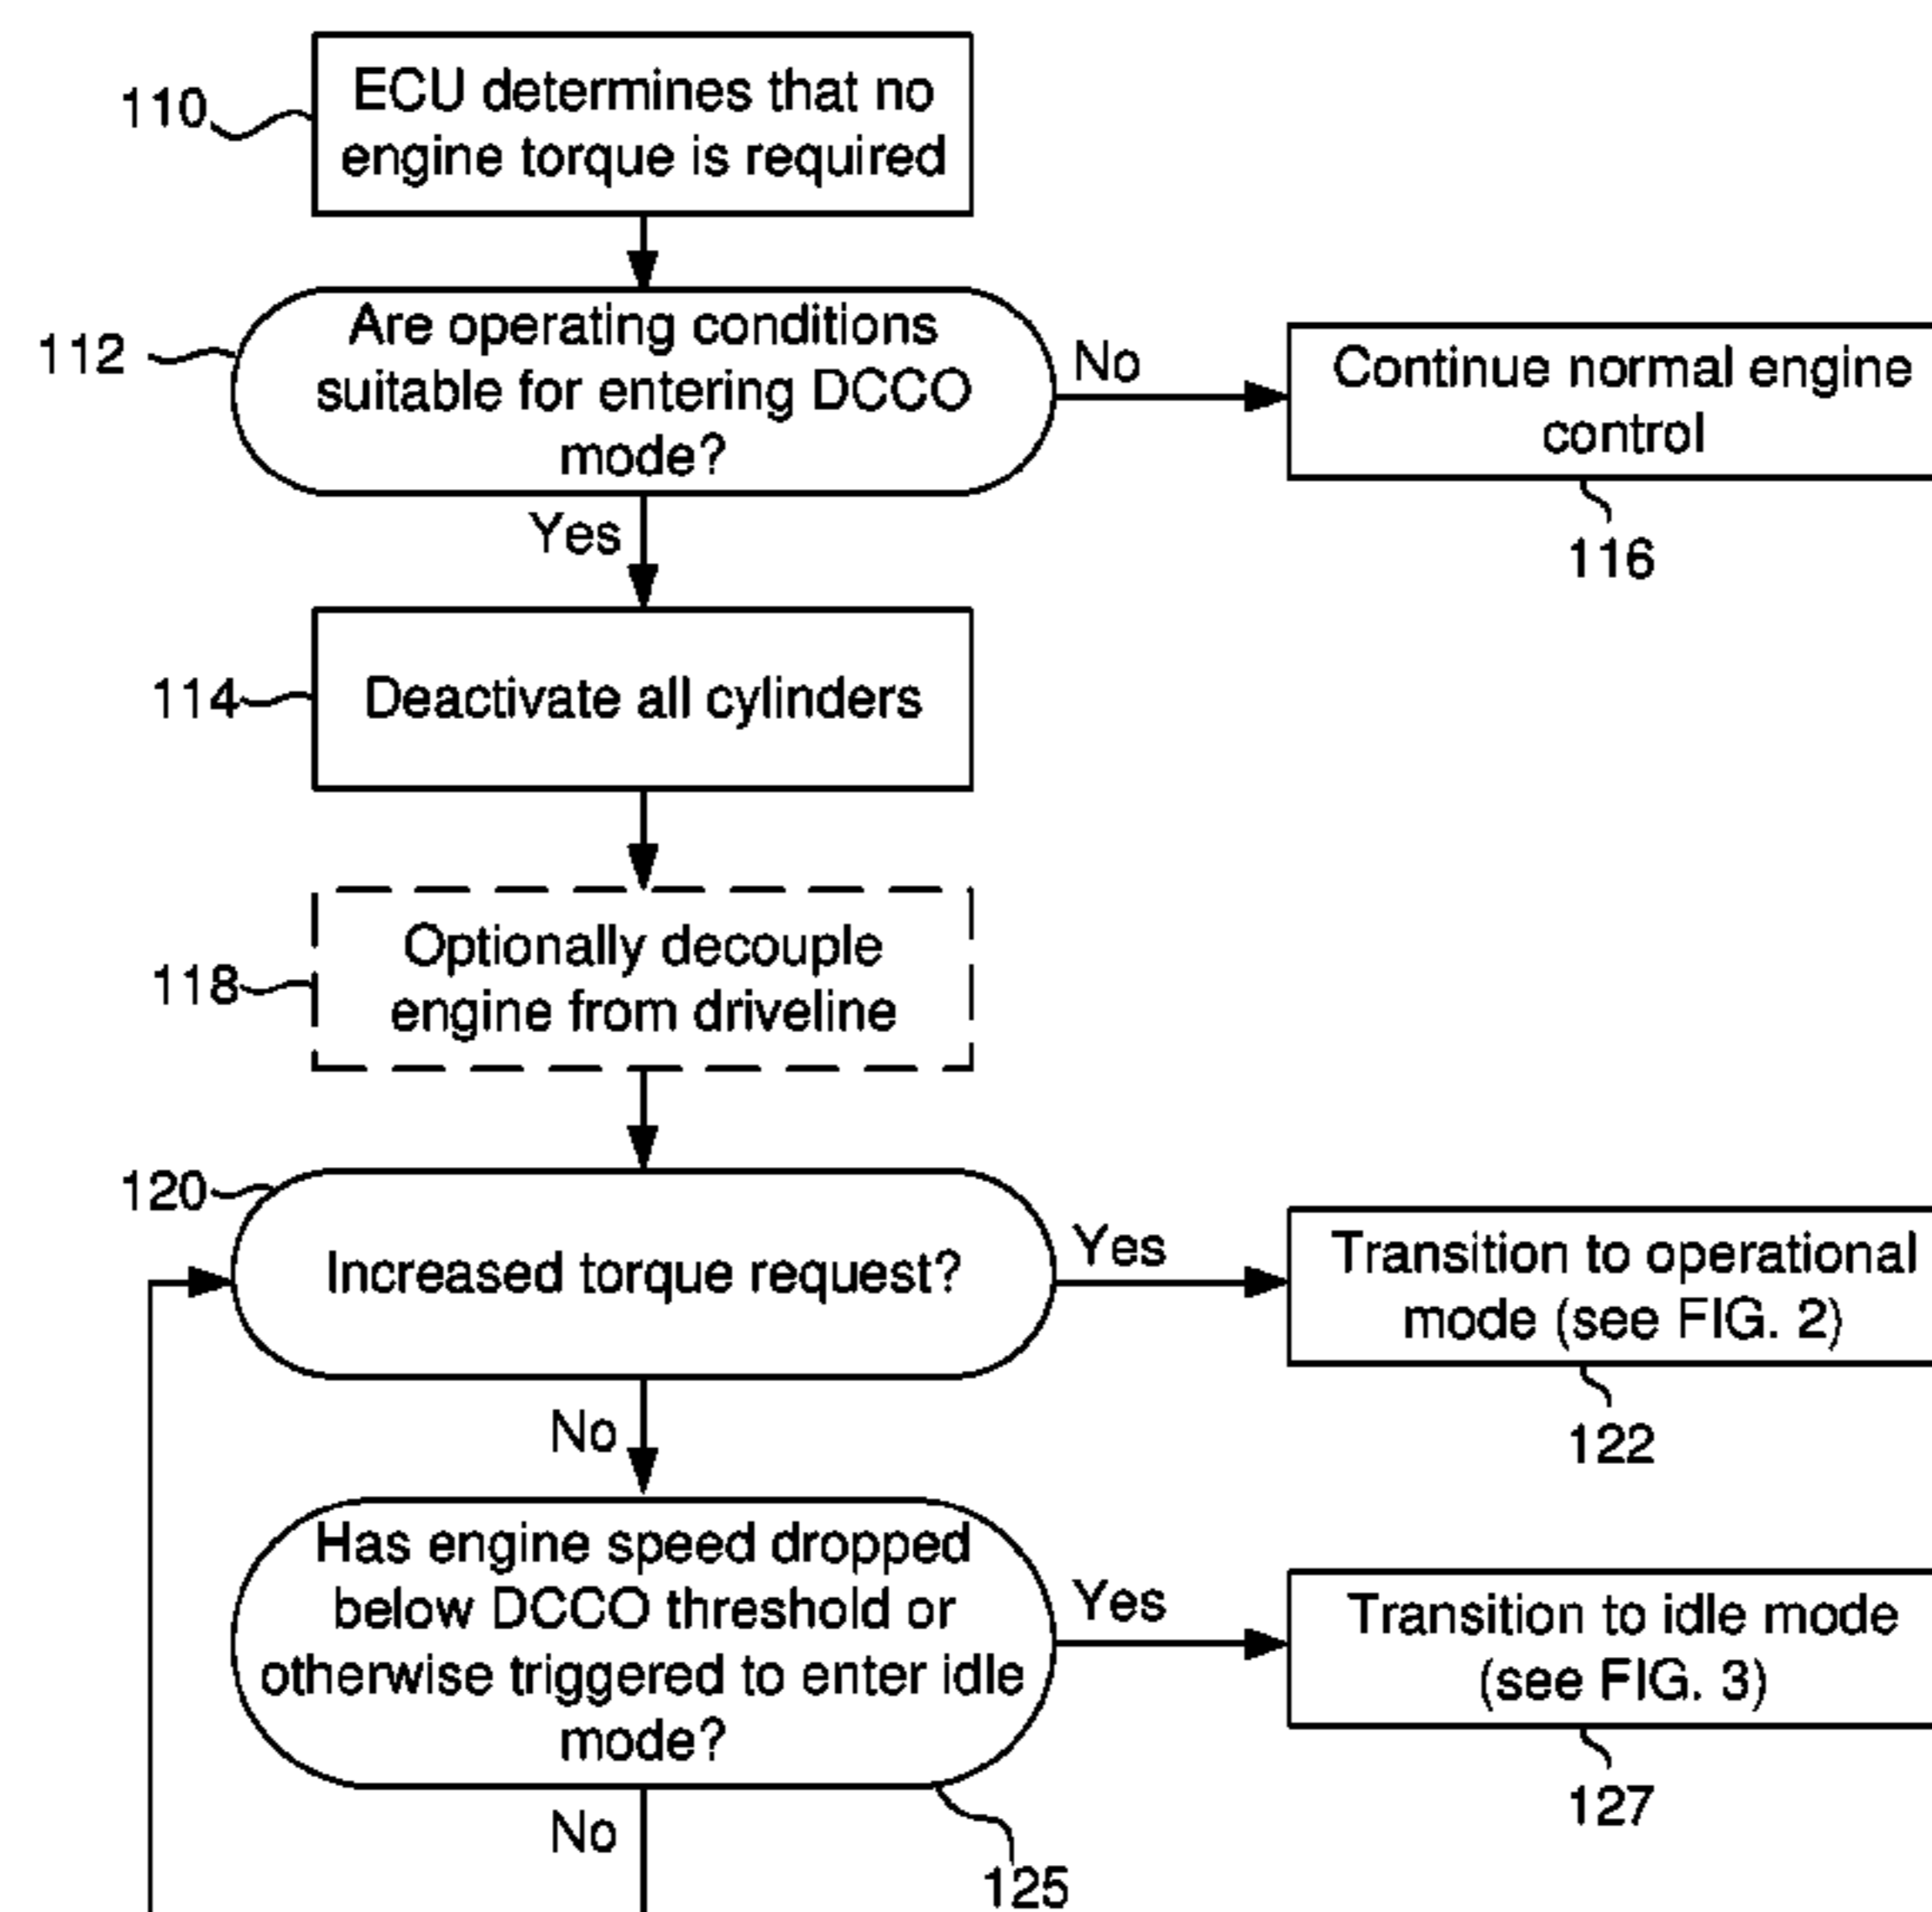 110
ECU determines that no
engine torque is required
112
Are operating conditions
suitable for entering DCCO
mode?
No
Continue normal engine
control
116
Yes
114
Deactivate all cylinders
118
Optionally decouple
engine from driveline
120
Increased torque request?
Yes
Transition to operational
mode (see FIG. 2)
122
No
Has engine speed dropped
below DCCO threshold or
otherwise triggered to enter idle
mode?
Yes
Transition to idle mode
(see FIG. 3)
127
No
125